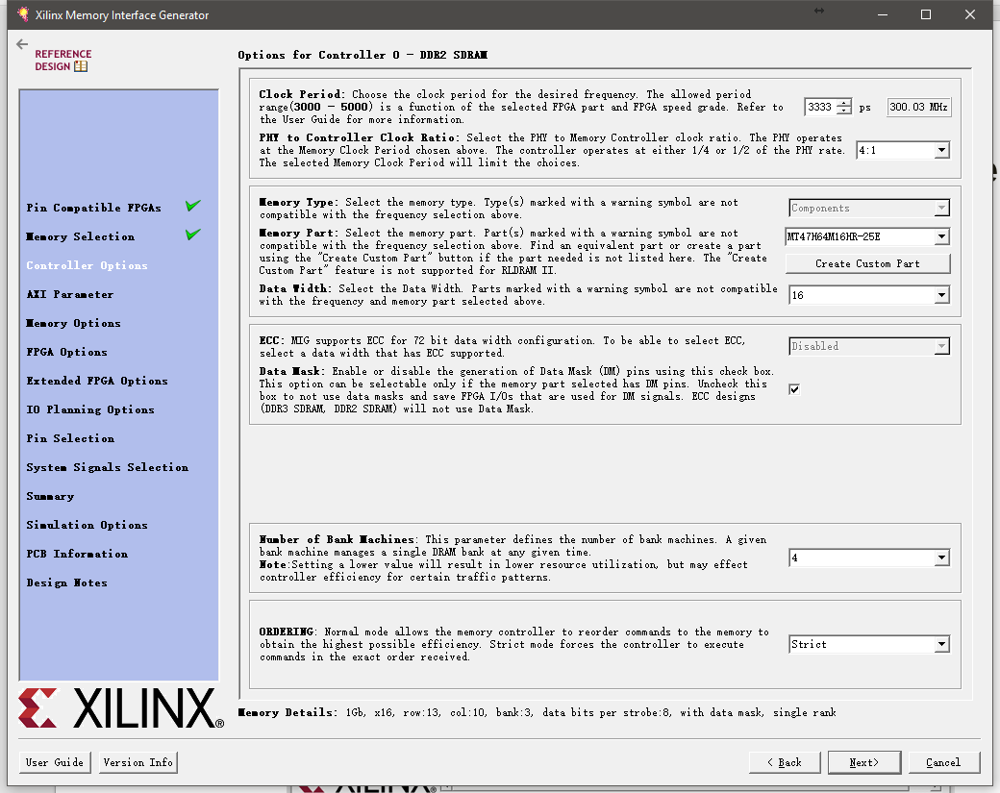 Xilinx Memory Interface Generator
REFERENCE
DESIGN
Pin Compatible FPGAs
Memory Selection
Controller Options
AXI Parameter
Memory Options
FPGA Options
Extended FPGA Options
IO Planning Options
Pin Selection
System Signals Selection
Summary
Simulation Options
PCB Information
Design Notes
XILINX®
Options for Controller 0 - DDR2 SDRAM
Clock Period: Choose the clock period for the desired frequency. The allowed period
range(3000 - 5000) is a function of the selected FPGA part and FPGA speed grade. Refer to
the User Guide for more information.
3333 ps 300.03 MHz
PHY to Controller Clock Ratio: Select the PHY to Memory Controller clock ratio. The PHY operates
at the Memory Clock Period chosen above. The controller operates at either 1/4 or 1/2 of the PHY rate.
The selected Memory Clock Period will limit the choices.
4:1
Memory Type: Select the memory type. Type(s) marked with a warning symbol are not
compatible with the frequency selection above.
Components
Memory Part: Select the memory part. Part(s) marked with a warning symbol are not
compatible with the frequency selection above. Find an equivalent part or create a part
using the "Create Custom Part" button if the part needed is not listed here. The "Create
Custom Part" feature is not supported for RLDRAM II.
MT47H64M16HR-25E
Create Custom Part
Data Width: Select the Data Width. Parts marked with a warning symbol are not compatible
with the frequency and memory part selected above.
16
ECC: MIG supports ECC for 72 bit data width configuration. To be able to select ECC,
select a data width that has ECC supported.
Disabled
Data Mask: Enable or disable the generation of Data Mask (DM) pins using this check box.
This option can be selectable only if the memory part selected has DM pins. Uncheck this
box to not use data masks and save FPGA I/Os that are used for DM signals. ECC designs
(DDR3 SDRAM, DDR2 SDRAM) will not use Data Mask.
Number of Bank Machines: This parameter defines the number of bank machines. A given
bank machine manages a single DRAM bank at any given time.
Note:Setting a lower value will result in lower resource utilization, but may effect
controller efficiency for certain traffic patterns.
4
ORDERING: Normal mode allows the memory controller to reorder commands to the memory to
obtain the highest possible efficiency. Strict mode forces the controller to execute
commands in the exact order received.
Strict
Memory Details: 1Gb, x16, row:13, col:10, bank:3, data bits per strobe:8, with data mask, single rank
User Guide
Version Info
< Back
Next>
Cancel